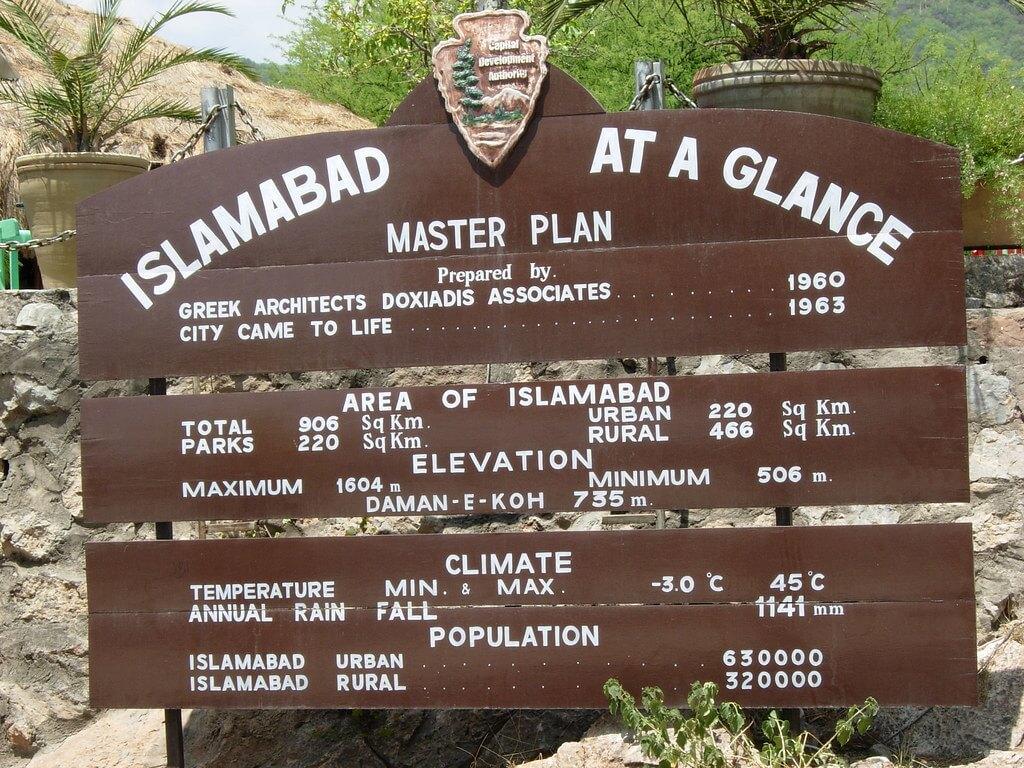 Capital
Development
Authority
ISLAMABAD AT A GLANCE
MASTER PLAN
Prepared by.
GREEK ARCHITECTS DOXIADIS ASSOCIATES . . . . . . . . . . . . . 1960
CITY CAME TO LIFE . . . . . . . . . . . . . . . . . . . . . . . . 1963
AREA OF ISLAMABAD
TOTAL 906 Sq Km. URBAN 220 Sq Km.
PARKS 220 Sq Km. RURAL 466 Sq Km.
ELEVATION
MAXIMUM 1604 m MINIMUM 506 m.
DAMAN-E-KOH 735 m.
CLIMATE
TEMPERATURE MIN. & MAX. -3.0 °C 45°C
ANNUAL RAIN FALL 1141 mm
POPULATION
ISLAMABAD URBAN . . . . . . . . . . . . . . . . 630000
ISLAMABAD RURAL . . . . . . . . . . . . . . . . 320000